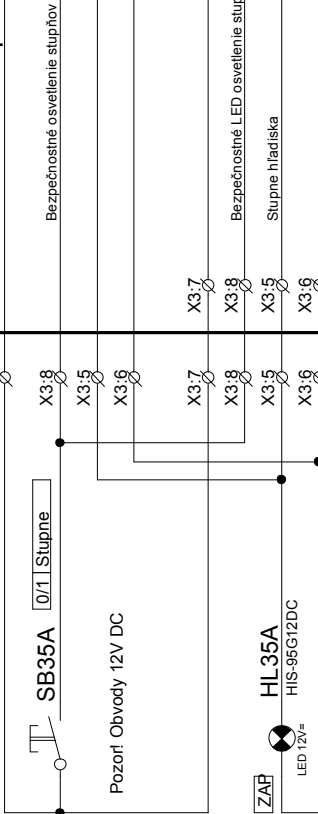 Bezpečnostné osvetlenie stupňov
X3:8
X3:9
X3:6
0/1 Stupne
SB35A
Pozor! Obvody 12V DC
X3:7
X3:7
Bezpečnostné LED osvetlenie
X3:8
X3:8
Stupne hľadiska
X3:5
X3:5
X3:6
X3:6
HL35A
HIS-95G12DC
LED 12V=
ZAP